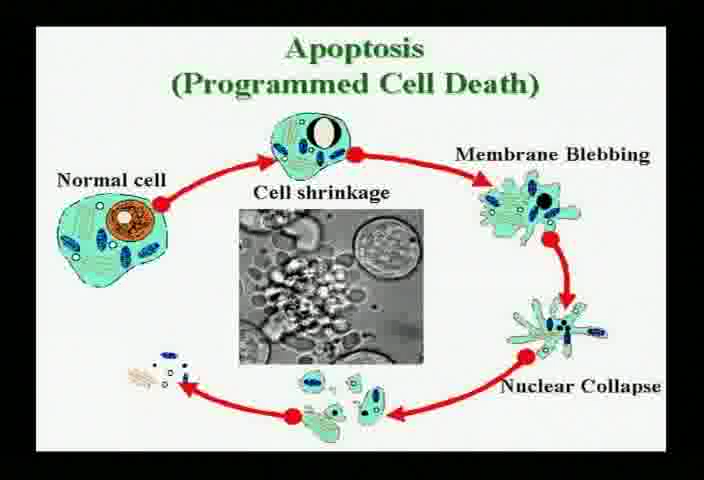 Apoptosis
(Programmed Cell Death)
Membrane Blebbing
Normal cell
Cell shrinkage
Nuclear Collapse